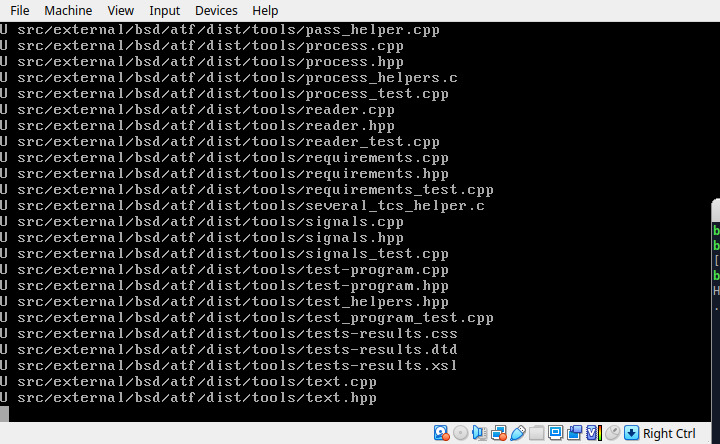 File Machine View Input Devices Help
U src/external/bsd/atf/dist/tools/pass_helper.cpp
U src/external/bsd/atf/dist/tools/process.cpp
U src/external/bsd/atf/dist/tools/process.hpp
U src/external/bsd/atf/dist/tools/process_helpers.c
U src/external/bsd/atf/dist/tools/process_test.cpp
U src/external/bsd/atf/dist/tools/reader.cpp
U src/external/bsd/atf/dist/tools/reader.hpp
U src/external/bsd/atf/dist/tools/reader_test.cpp
U src/external/bsd/atf/dist/tools/requirements.cpp
U src/external/bsd/atf/dist/tools/requirements.hpp
U src/external/bsd/atf/dist/tools/requirements_test.cpp
U src/external/bsd/atf/dist/tools/several_tcs_helper.c
U src/external/bsd/atf/dist/tools/signals.cpp
U src/external/bsd/atf/dist/tools/signals.hpp
U src/external/bsd/atf/dist/tools/signals_test.cpp
U src/external/bsd/atf/dist/tools/test-program.cpp
U src/external/bsd/atf/dist/tools/test-program.hpp
U src/external/bsd/atf/dist/tools/test_helpers.hpp
U src/external/bsd/atf/dist/tools/test_program_test.cpp
U src/external/bsd/atf/dist/tools/tests-results.css
U src/external/bsd/atf/dist/tools/tests-results.dtd
U src/external/bsd/atf/dist/tools/tests-results.xsl
U src/external/bsd/atf/dist/tools/text.cpp
U src/external/bsd/atf/dist/tools/text.hpp
b
b
[
b
H
.
Right Ctrl